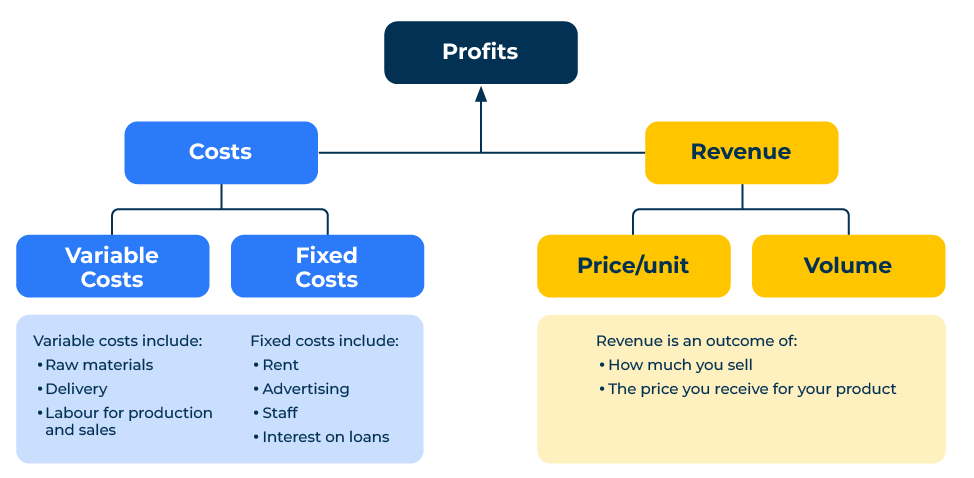 Profits
Costs
Revenue
Variable
Costs
Fixed
Costs
Price/unit
Volume
Variable costs include:
• Raw materials
• Delivery
• Labour for production
and sales
Fixed costs include:
• Rent
• Advertising
• Staff
• Interest on loans
Revenue is an outcome of:
• How much you sell
• The price you receive for your product